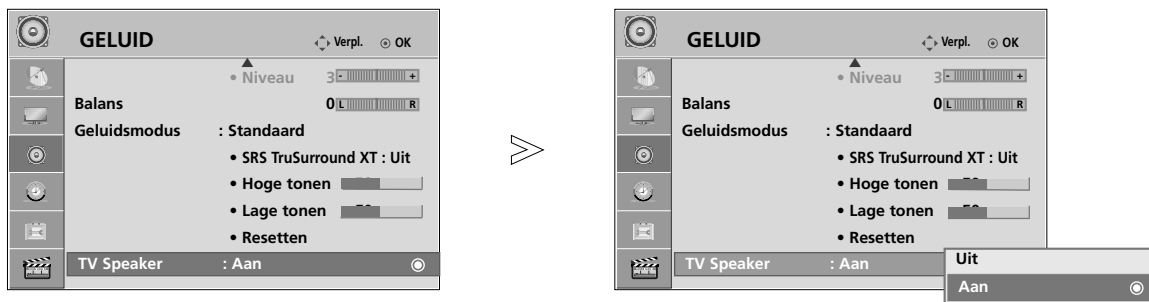 GELUID Verpl. OK
• Niveau 3 - +
Balans 0 L R
Geluidsmodus : Standaard
• SRS TruSurround XT : Uit
• Hoge tonen
• Lage tonen
• Resetten
TV Speaker : Aan
GELUID Verpl. OK
• Niveau 3 - +
Balans 0 L R
Geluidsmodus : Standaard
• SRS TruSurround XT : Uit
• Hoge tonen
• Lage tonen
• Resetten
TV Speaker : Aan
Uit
Aan